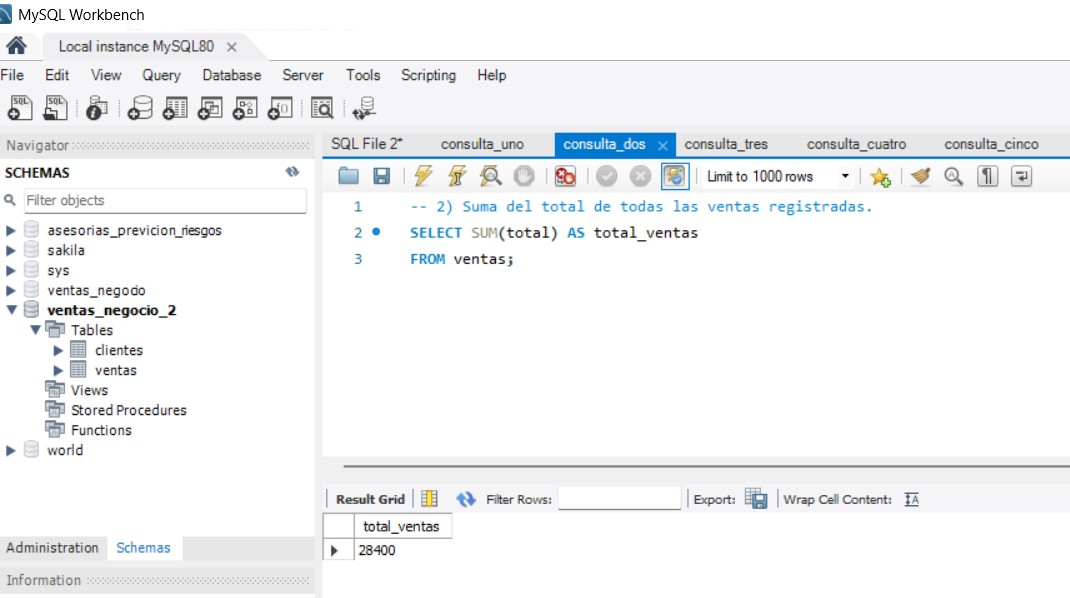 MySQL Workbench
Local instance MySQL80
File Edit View Query Database Server Tools Scripting Help
Navigator
SCHEMAS
Filter objects
asesorias_previcion_riesgos
sakila
sys
ventas_negocio
ventas_negocio_2
Tables
clientes
ventas
Views
Stored Procedures
Functions
world
Administration Schemas
Information
SQL File 2* consulta_uno consulta_dos consulta_tres consulta_cuatro consulta_cinco
Limit to 1000 rows
1 -- 2) Suma del total de todas las ventas registradas.
2 SELECT SUM(total) AS total_ventas
3 FROM ventas;
Result Grid Filter Rows: Export: Wrap Cell Content:
total_ventas
28400